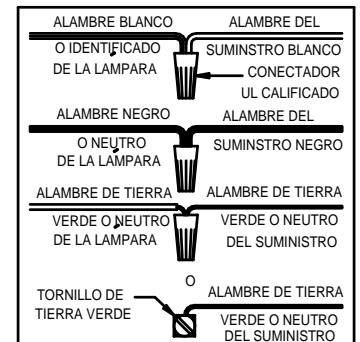 ALAMBRE BLANCO
O IDENTIFICADO
DE LA LAMPARA
ALAMBRE DEL
SUMINSTRO BLANCO
CONECTADOR
UL CALIFICADO
ALAMBRE NEGRO
O NEUTRO
DE LA LAMPARA
ALAMBRE DEL
SUMINSTRO NEGRO
ALAMBRE DE TIERRA
VERDE O NEUTRO
DE LA LAMPARA
ALAMBRE DE TIERRA
VERDE O NEUTRO
DEL SUMINISTRO
O
TORNILLO DE
TIERRA VERDE
ALAMBRE DE TIERRA
VERDE O NEUTRO
DEL SUMINISTRO